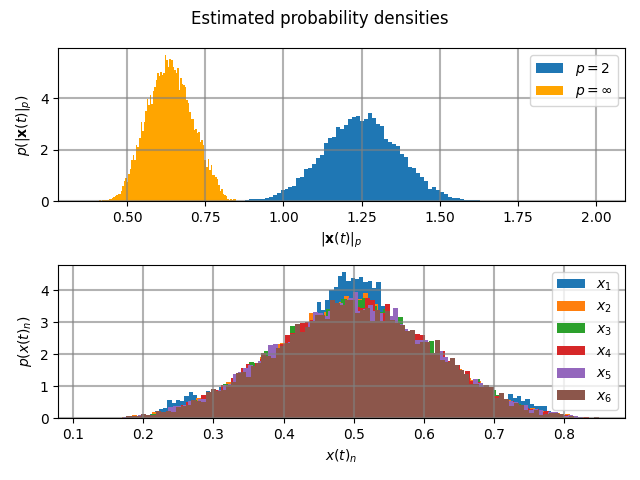 Estimated probability densities
p(|𝐱(t)|ₚ)
4
2
0
p = 2
p = ∞
0.50 0.75 1.00 1.25 1.50 1.75 2.00
|𝐱(t)|ₚ
p(x(t)ₙ)
4
3
2
1
0
x₁
x₂
x₃
x₄
x₅
x₆
0.1 0.2 0.3 0.4 0.5 0.6 0.7 0.8
x(t)ₙ